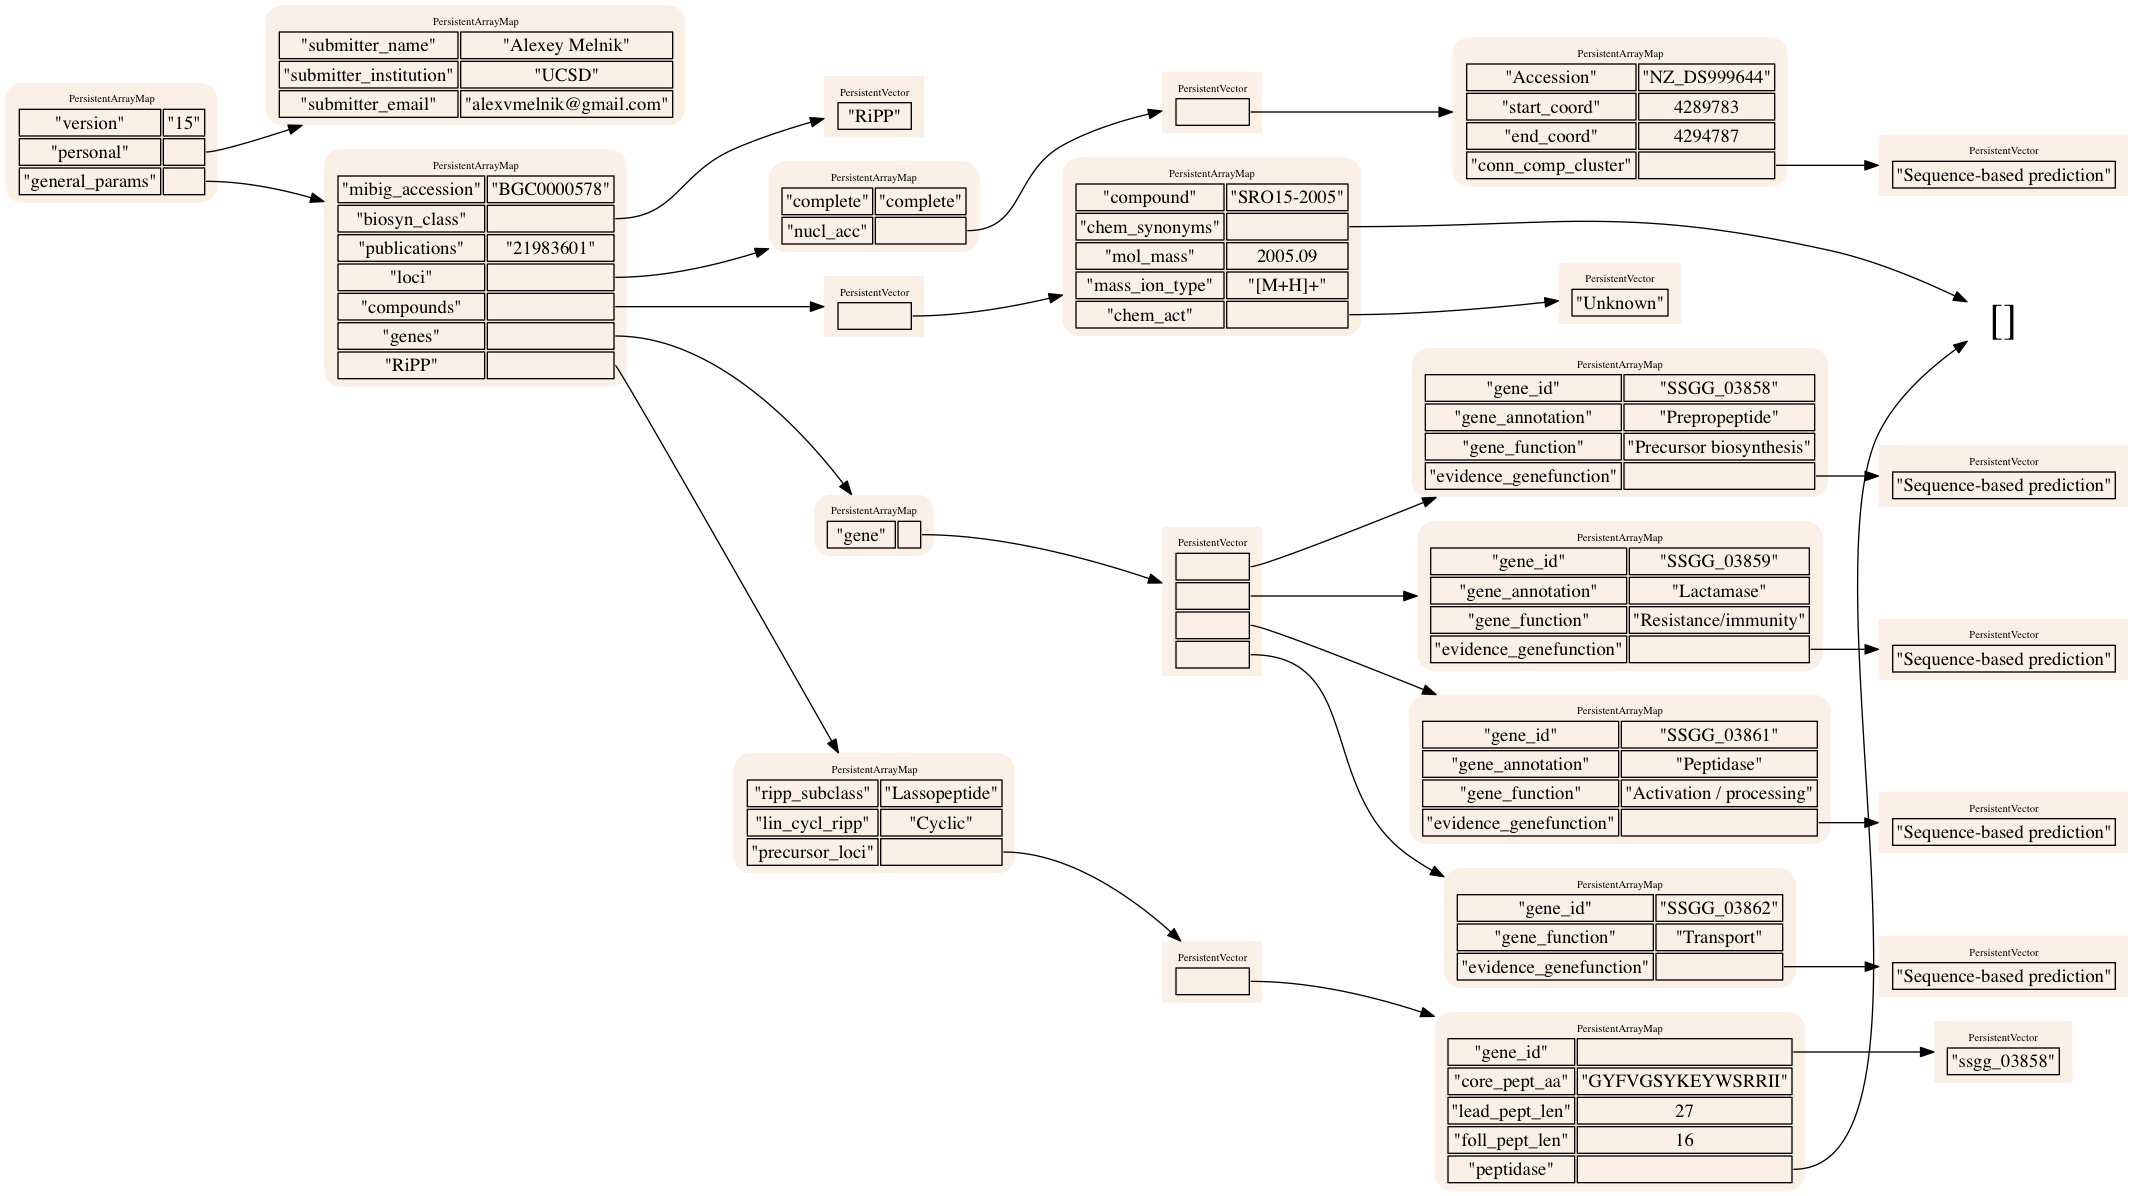 PersistentArrayMap
"version" "15"
"personal"
"general_params"
PersistentArrayMap
"submitter_name" "Alexey Melnik"
"submitter_institution" "UCSD"
"submitter_email" "alexvmelnik@gmail.com"
PersistentArrayMap
"mibig_accession" "BGC0000578"
"biosyn_class"
"publications" "21983601"
"loci"
"compounds"
"genes"
"RiPP"
PersistentVector
"RiPP"
PersistentArrayMap
"complete" "complete"
"nucl_acc"
PersistentVector
PersistentArrayMap
"gene"
PersistentArrayMap
"ripp_subclass" "Lassopeptide"
"lin_cycl_ripp" "Cyclic"
"precursor_loci"
PersistentVector
PersistentArrayMap
"compound" "SRO15-2005"
"chem_synonyms"
"mol_mass" 2005.09
"mass_ion_type" "[M+H]+"
"chem_act"
PersistentVector
PersistentVector
PersistentArrayMap
"Accession" "NZ_DS999644"
"start_coord" 4289783
"end_coord" 4294787
"conn_comp_cluster"
PersistentVector
"Unknown"
PersistentArrayMap
"gene_id" "SSGG_03858"
"gene_annotation" "Prepropeptide"
"gene_function" "Precursor biosynthesis"
"evidence_genefunction"
PersistentArrayMap
"gene_id" "SSGG_03859"
"gene_annotation" "Lactamase"
"gene_function" "Resistance/immunity"
"evidence_genefunction"
PersistentArrayMap
"gene_id" "SSGG_03861"
"gene_annotation" "Peptidase"
"gene_function" "Activation / processing"
"evidence_genefunction"
PersistentArrayMap
"gene_id" "SSGG_03862"
"gene_function" "Transport"
"evidence_genefunction"
PersistentArrayMap
"gene_id"
"core_pept_aa" "GYFVGSYKEYWSRRII"
"lead_pept_len" 27
"foll_pept_len" 16
"peptidase"
PersistentVector
"Sequence-based prediction"
[]
PersistentVector
"Sequence-based prediction"
PersistentVector
"Sequence-based prediction"
PersistentVector
"Sequence-based prediction"
PersistentVector
"Sequence-based prediction"
PersistentVector
"ssgg_03858"